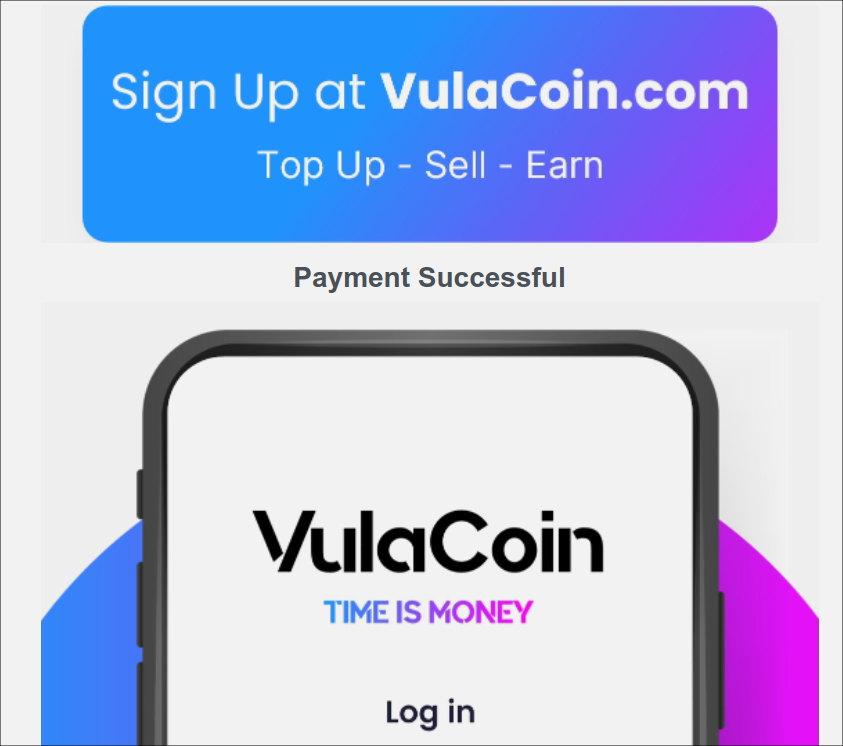 Sign Up at VulaCoin.com
Top Up - Sell - Earn
Payment Successful
VulaCoin
TIME IS MONEY
Log in